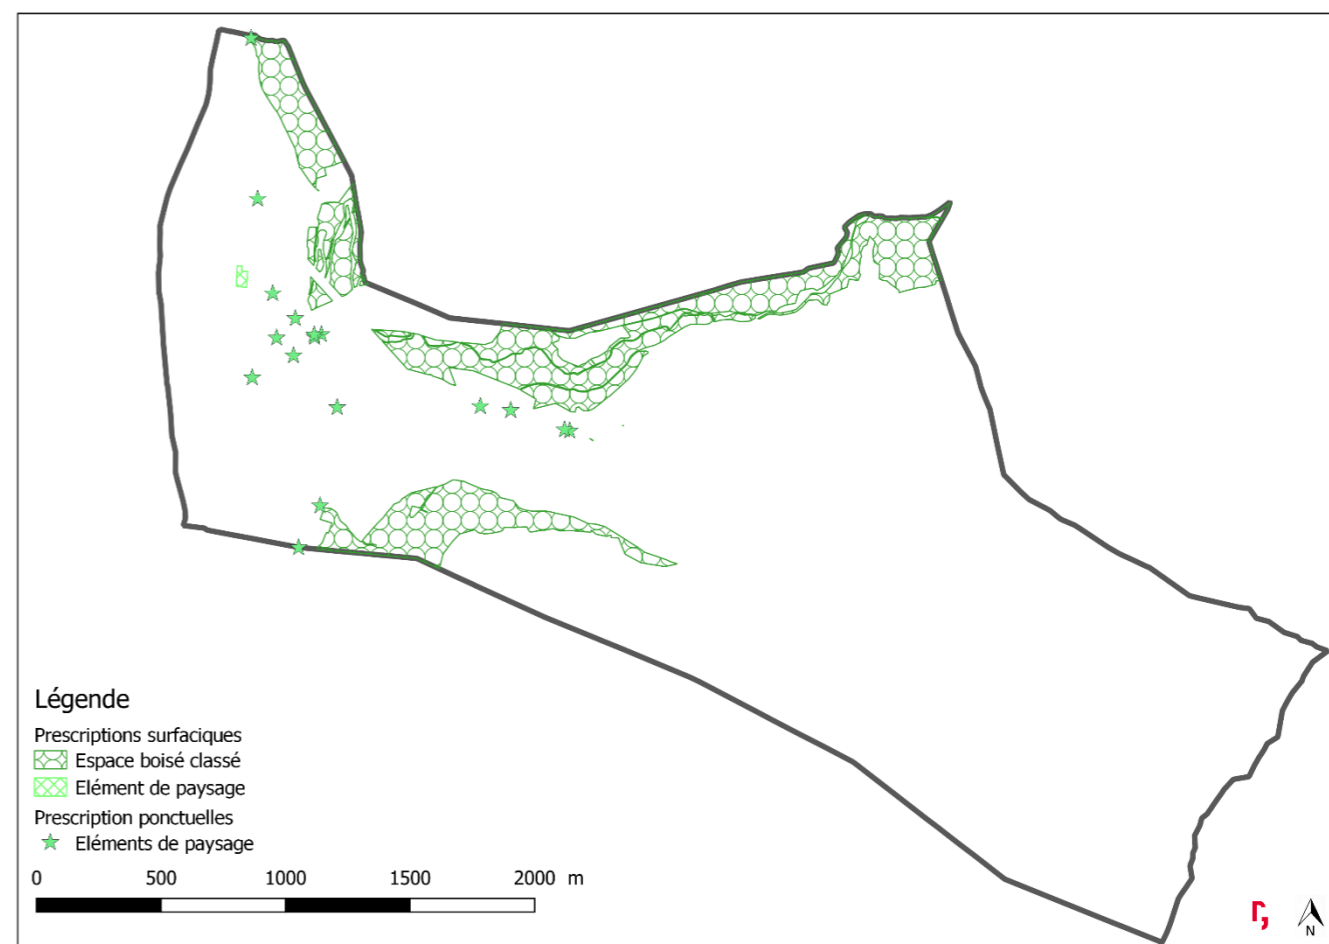 Légende
Prescriptions surfaciques
Espace boisé classé
Elément de paysage
Prescription ponctuelles
Eléments de paysage
0 500 1000 1500 2000 m
r,
N